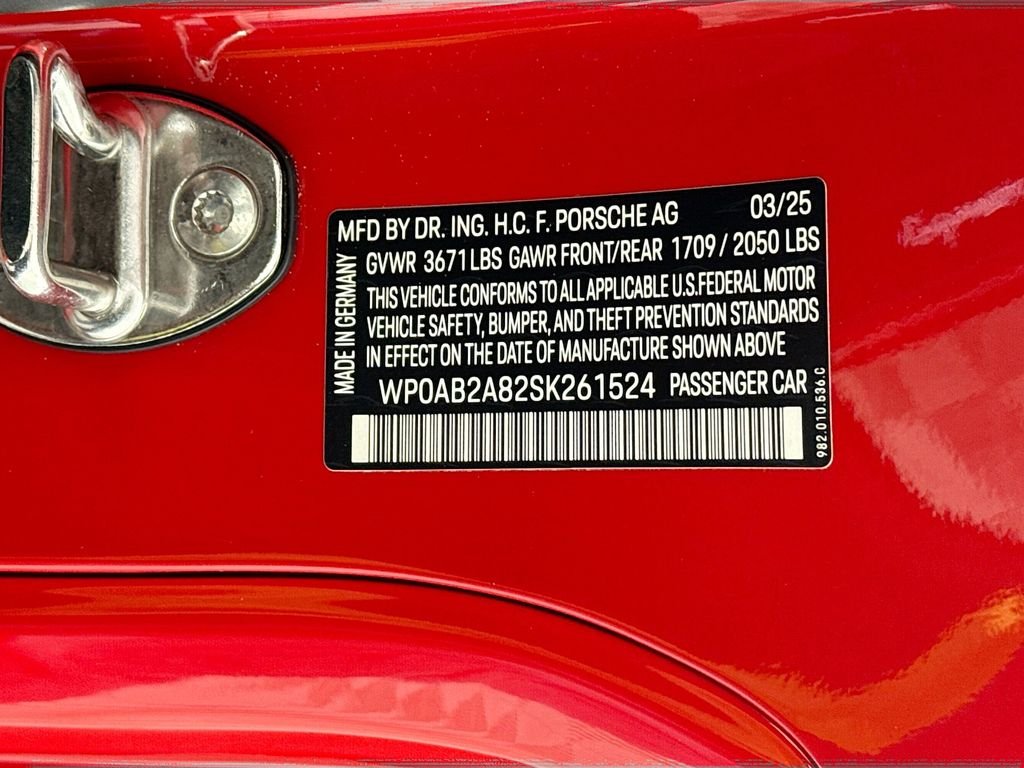 MFD BY DR. ING. H.C. F. PORSCHE AG 03/25
GVWR 3671 LBS GAWR FRONT/REAR 1709 / 2050 LBS
THIS VEHICLE CONFORMS TO ALL APPLICABLE U.S. FEDERAL MOTOR
VEHICLE SAFETY, BUMPER, AND THEFT PREVENTION STANDARDS
IN EFFECT ON THE DATE OF MANUFACTURE SHOWN ABOVE
WP0AB2A82SK261524 PASSENGER CAR
MADE IN GERMANY
982.010.536.C